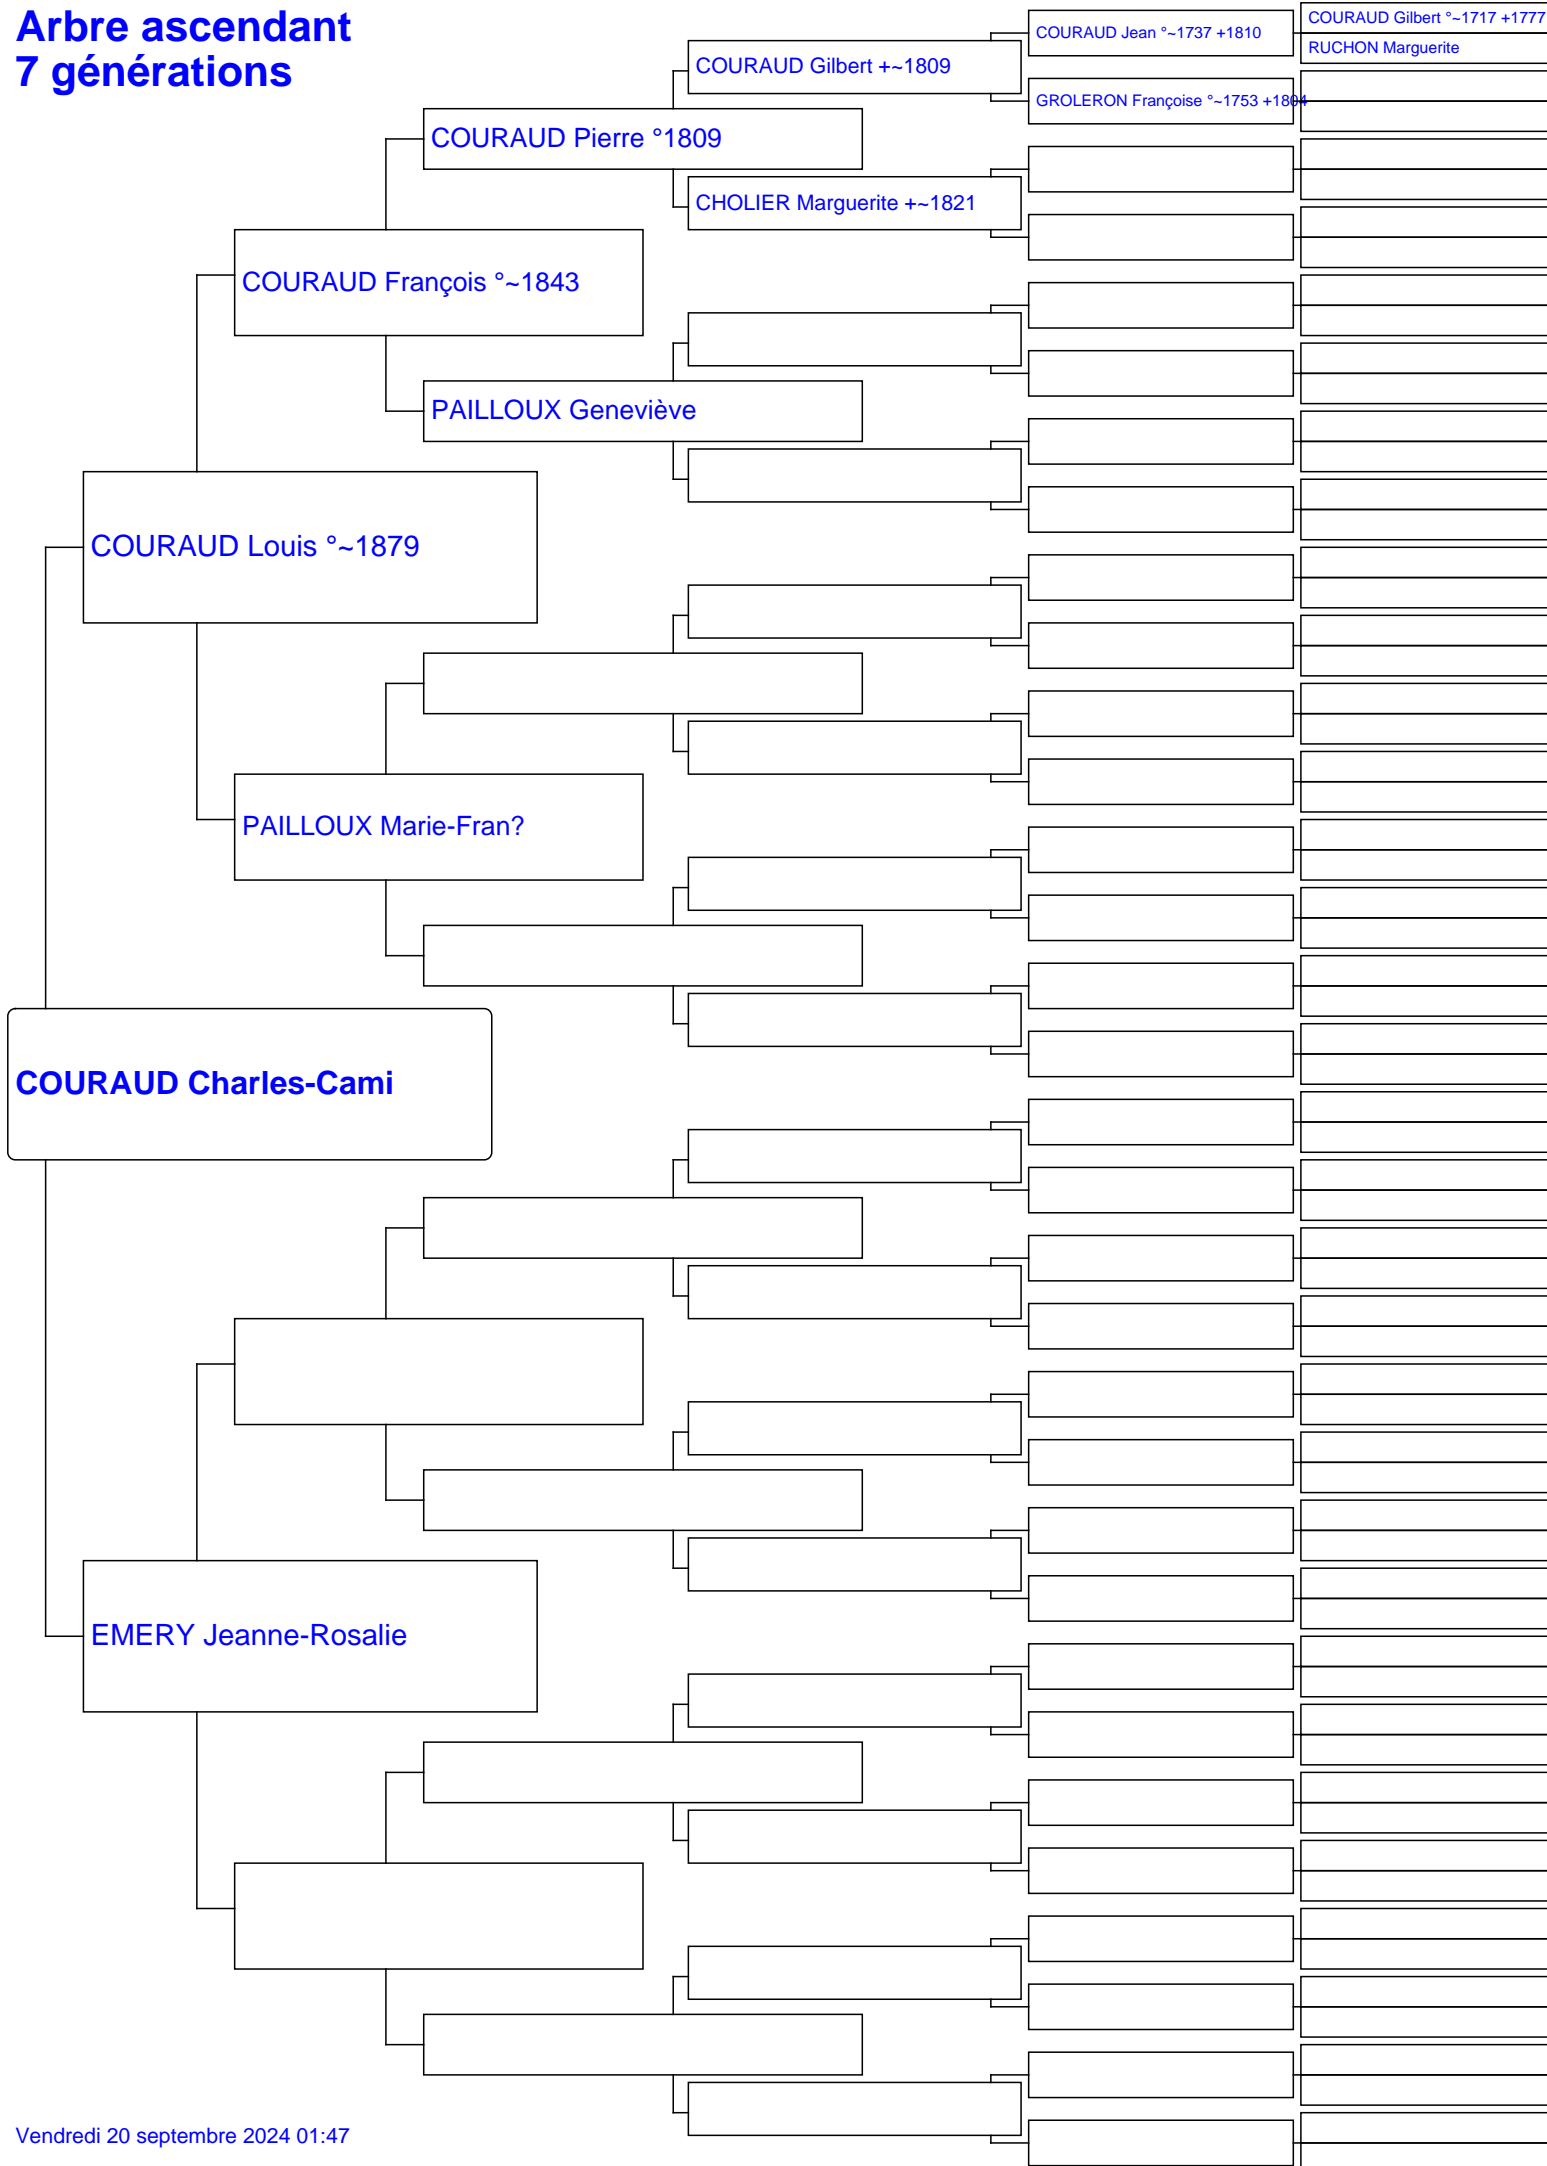 Arbre ascendant
7 générations
COURAUD Gilbert °~1717 +1777
COURAUD Jean °~1737 +1810
RUCHON Marguerite
COURAUD Gilbert +~1809
GROLERON Françoise °~1753 +1804
COURAUD Pierre °1809
CHOLIER Marguerite +~1821
COURAUD François °~1843
PAILLOUX Geneviève
COURAUD Louis °~1879
PAILLOUX Marie-Fran?
COURAUD Charles-Cami
EMERY Jeanne-Rosalie
Vendredi 20 septembre 2024 01:47